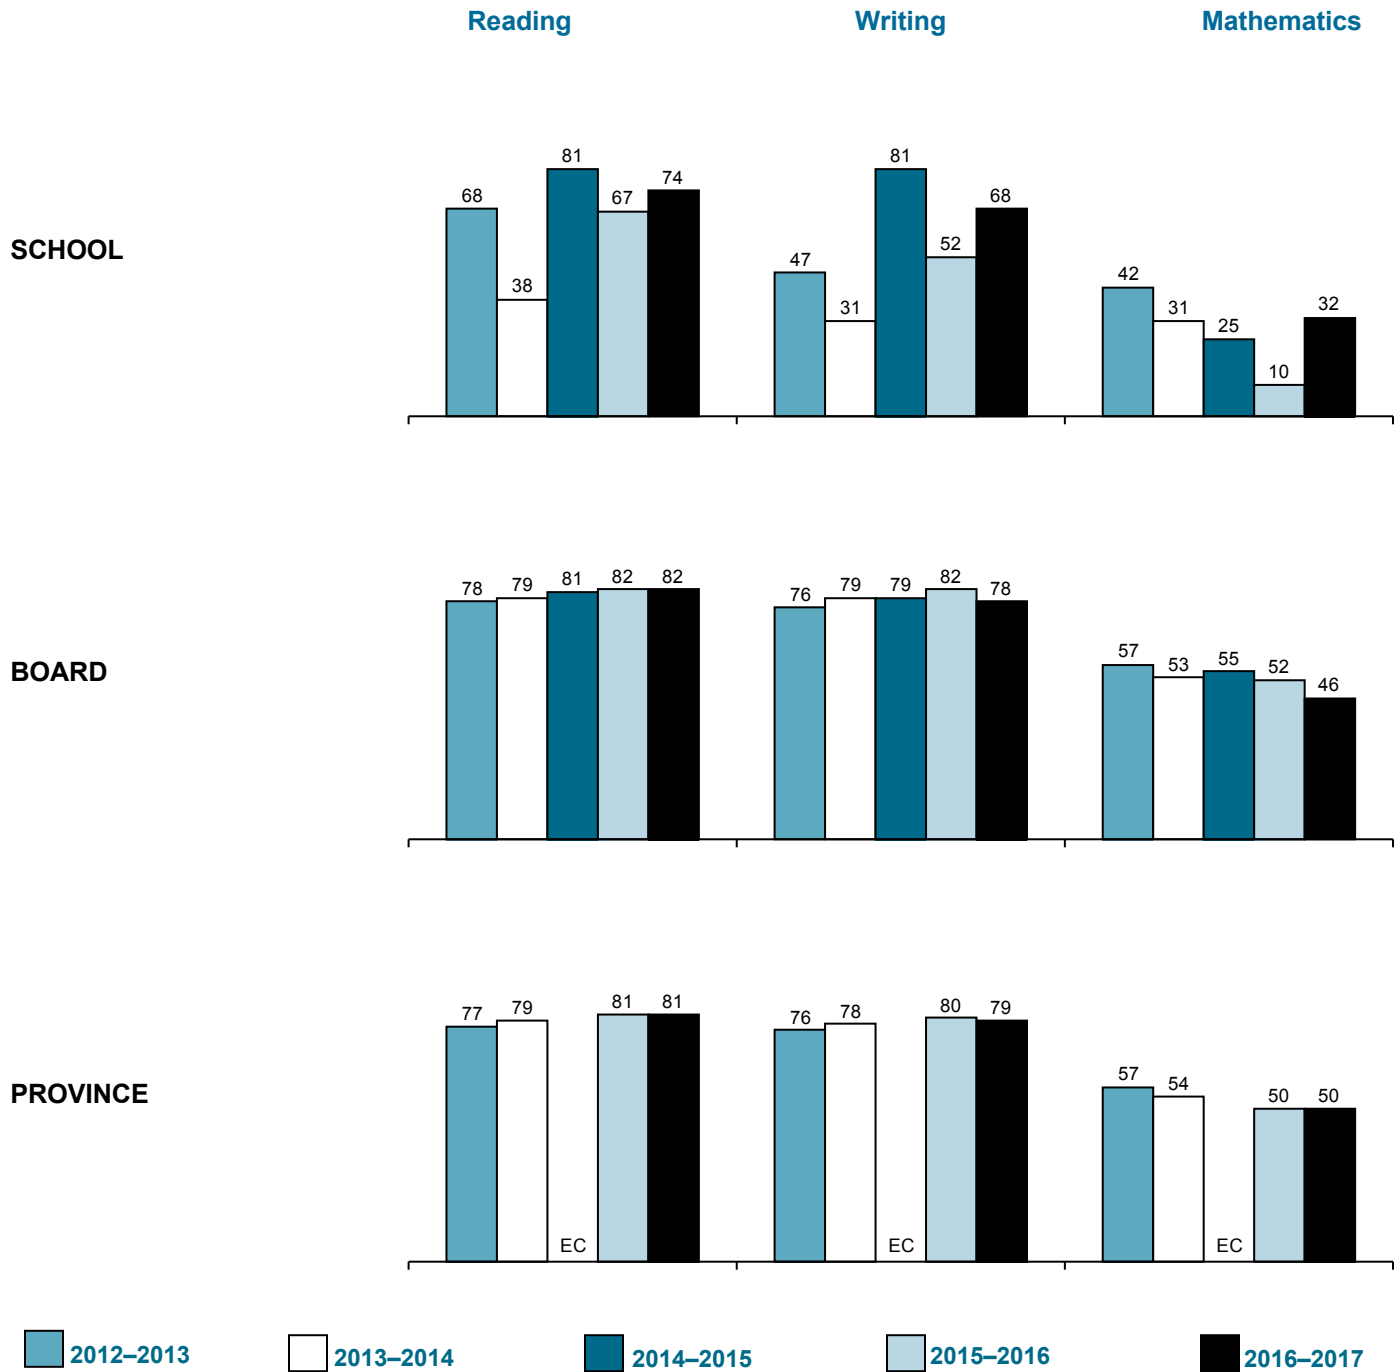 Reading Writing Mathematics
SCHOOL
68 38 81 67 74 47 31 81 52 68 42 31 25 10 32
BOARD
78 79 81 82 82 76 79 79 82 78 57 53 55 52 46
PROVINCE
77 79 EC 81 81 76 78 EC 80 79 57 54 EC 50 50
2012–2013 2013–2014 2014–2015 2015–2016 2016–2017